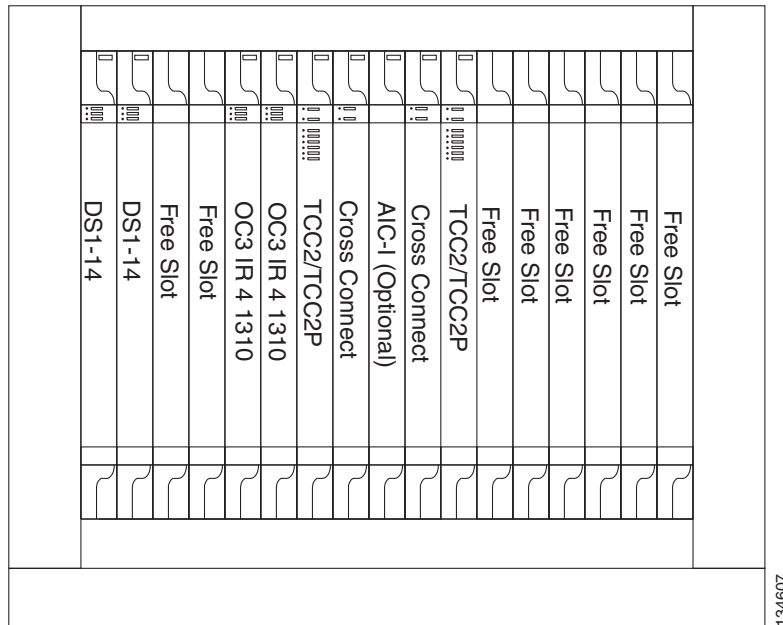 DS1-14
DS1-14
Free Slot
Free Slot
OC3 IR 4 1310
OC3 IR 4 1310
TCC2/TCC2P
Cross Connect
AIC-I (Optional)
Cross Connect
TCC2/TCC2P
Free Slot
Free Slot
Free Slot
Free Slot
Free Slot
Free Slot
134907